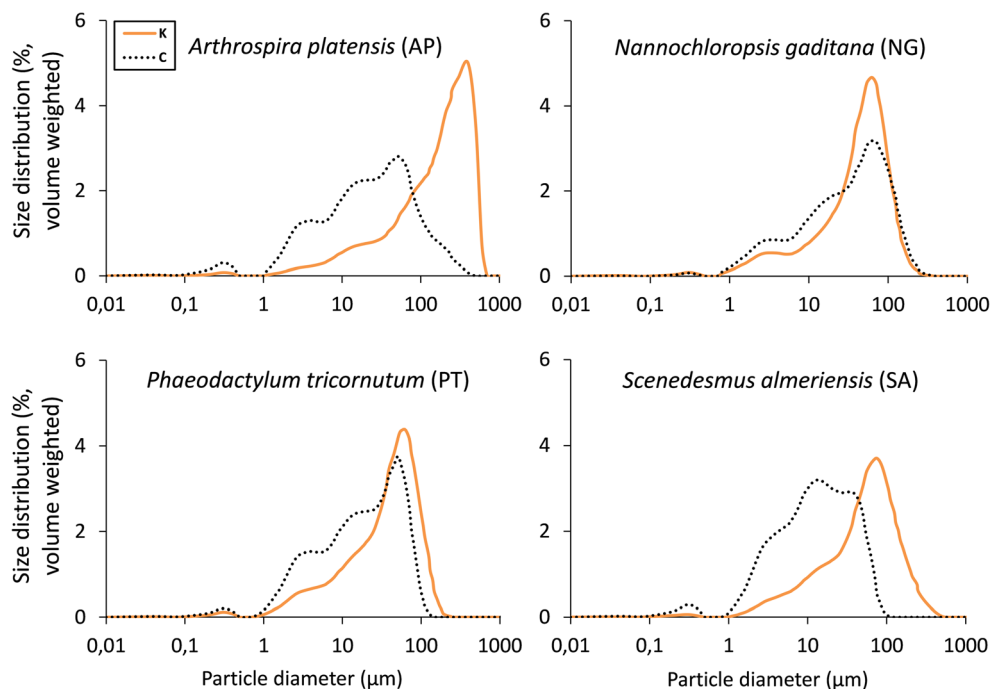 K
C
Arthrospira platensis (AP)
Size distribution (%,
volume weighted)
6
4
2
0
0,01 0,1 1 10 100 1000
Nannochloropsis gaditana (NG)
6
4
2
0
0,01 0,1 1 10 100 1000
Phaeodactylum tricornutum (PT)
Size distribution (%,
volume weighted)
6
4
2
0
0,01 0,1 1 10 100 1000
Particle diameter (μm)
Scenedesmus almeriensis (SA)
6
4
2
0
0,01 0,1 1 10 100 1000
Particle diameter (μm)